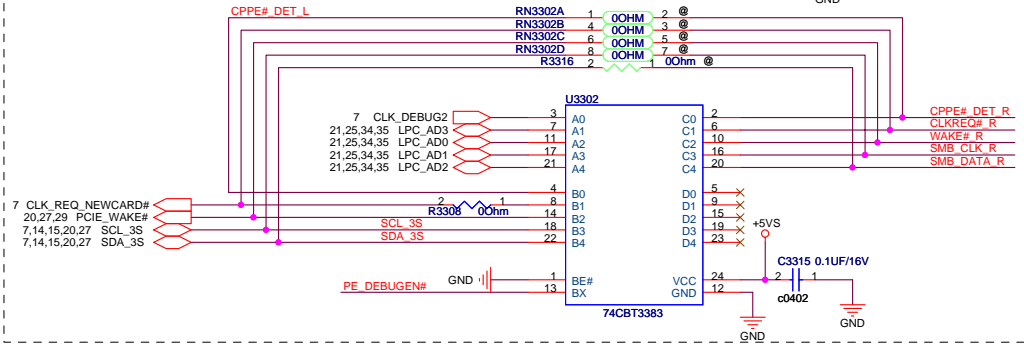 GND
CPPE#_DET_L
RN3302A 1 0OHM 2 @
RN3302B 4 0OHM 3 @
RN3302C 6 0OHM 5 @
RN3302D 8 0OHM 7 @
R3316 2 1 0Ohm @
U3302
7 CLK_DEBUG2 3 A0 C0 2 CPPE#_DET_R
21,25,34,35 LPC_AD3 7 A1 C1 6 CLKREQ#_R
21,25,34,35 LPC_AD0 11 A2 C2 10 WAKE#_R
21,25,34,35 LPC_AD1 17 A3 C3 16 SMB_CLK_R
21,25,34,35 LPC_AD2 21 A4 C4 20 SMB_DATA_R
4 B0 D0 5
7 CLK_REQ_NEWCARD# 2 1 8 B1 D1 9
R3308 0Ohm
20,27,29 PCIE_WAKE# 14 B2 D2 15
7,14,15,20,27 SCL_3S SCL_3S 18 B3 D3 19
7,14,15,20,27 SDA_3S SDA_3S 22 B4 D4 23
+5VS
C3315 0.1UF/16V
GND 1 BE# VCC 24 2 1
PE_DEBUGEN# 13 BX GND 12 c0402
74CBT3383
GND
GND